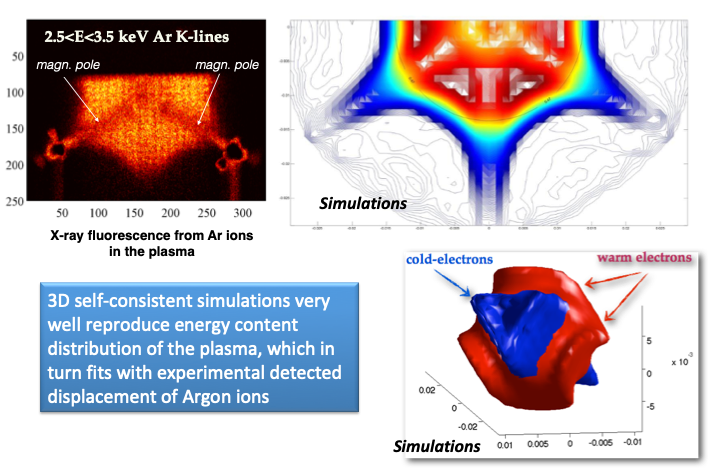 2.5<E<3.5 keV Ar K-lines
magn. pole
magn. pole
50
100
150
200
250
50 100 150 200 250 300
X-ray fluorescence from Ar ions
in the plasma
Simulations
3D self-consistent simulations very
well reproduce energy content
distribution of the plasma, which in
turn fits with experimental detected
displacement of Argon ions
cold-electrons
warm electrons
5
0
-5
x 10⁻³
0.02
0
-0.02
0.01 0.005 0 -0.005 -0.01
Simulations